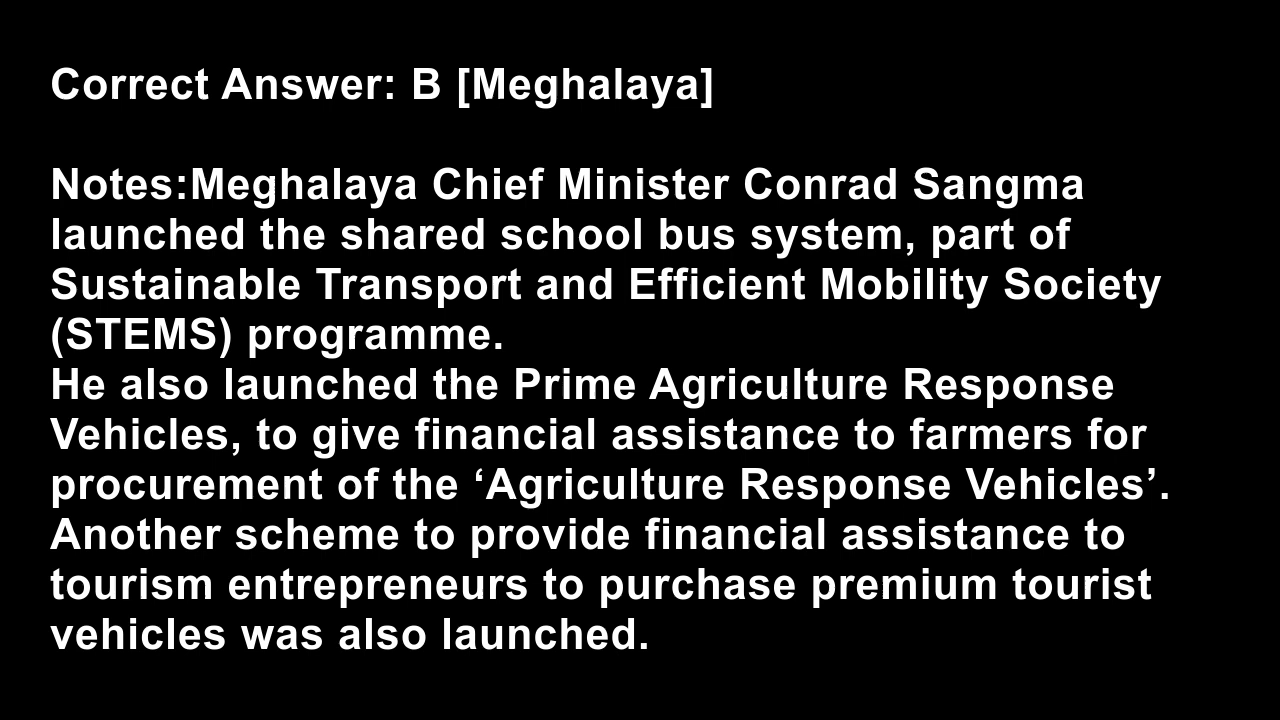 Correct Answer: B [Meghalaya]
Notes:Meghalaya Chief Minister Conrad Sangma
launched the shared school bus system, part of
Sustainable Transport and Efficient Mobility Society
(STEMS) programme.
He also launched the Prime Agriculture Response
Vehicles, to give financial assistance to farmers for
procurement of the ‘Agriculture Response Vehicles’.
Another scheme to provide financial assistance to
tourism entrepreneurs to purchase premium tourist
vehicles was also launched.